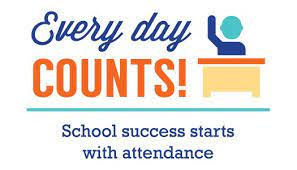 Every day
COUNTS!
School success starts
with attendance